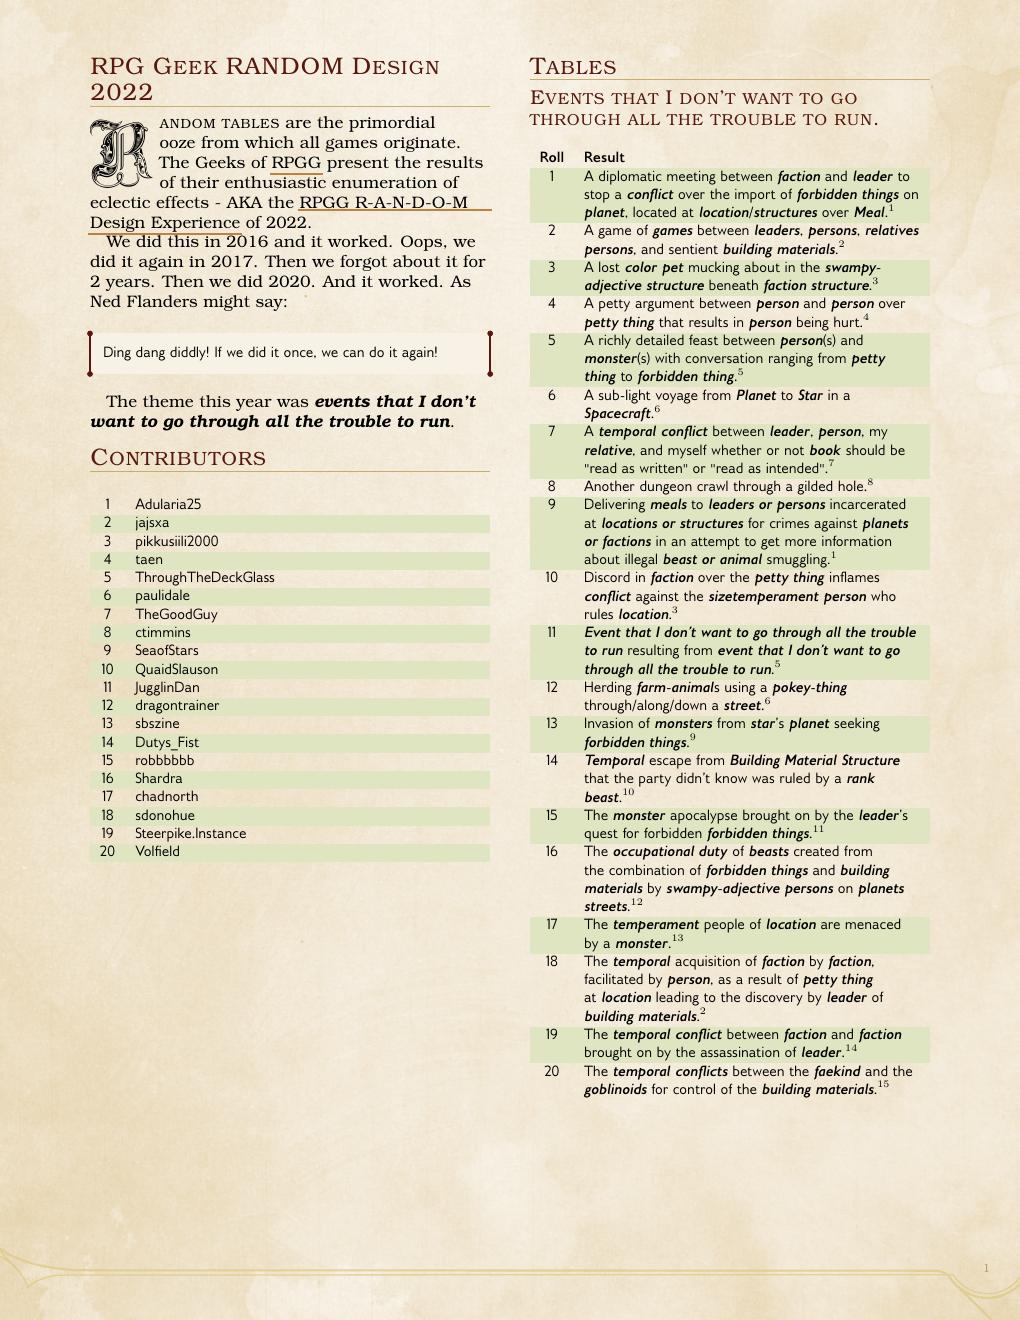 RPG GEEK RANDOM DESIGN
2022
RANDOM TABLES are the primordial
ooze from which all games originate.
The Geeks of RPGG present the results
of their enthusiastic enumeration of
eclectic effects - AKA the RPGG R-A-N-D-O-M
Design Experience of 2022.
We did this in 2016 and it worked. Oops, we
did it again in 2017. Then we forgot about it for
2 years. Then we did 2020. And it worked. As
Ned Flanders might say:
Ding dang diddly! If we did it once, we can do it again!
The theme this year was events that I don't
want to go through all the trouble to run.
CONTRIBUTORS
1 Adularia25
2 jajsxa
3 pikkusiili2000
4 taen
5 ThroughTheDeckGlass
6 paulidale
7 TheGoodGuy
8 ctimmins
9 SeaofStars
10 QuaidSlauson
11 JugglinDan
12 dragontrainer
13 sbszine
14 Dutys_Fist
15 robbbbbb
16 Shardra
17 chadnorth
18 sdonohue
19 Steerpike.Instance
20 Volfield
TABLES
EVENTS THAT I DON'T WANT TO GO
THROUGH ALL THE TROUBLE TO RUN.
Roll Result
1 A diplomatic meeting between faction and leader to
stop a conflict over the import of forbidden things on
planet, located at location/structures over Meal.1
2 A game of games between leaders, persons, relatives
persons, and sentient building materials.2
3 A lost color pet mucking about in the swampy-
adjective structure beneath faction structure.3
4 A petty argument between person and person over
petty thing that results in person being hurt.4
5 A richly detailed feast between person(s) and
monster(s) with conversation ranging from petty
thing to forbidden thing.5
6 A sub-light voyage from Planet to Star in a
Spacecraft.6
7 A temporal conflict between leader, person, my
relative, and myself whether or not book should be
"read as written" or "read as intended".7
8 Another dungeon crawl through a gilded hole.8
9 Delivering meals to leaders or persons incarcerated
at locations or structures for crimes against planets
or factions in an attempt to get more information
about illegal beast or animal smuggling.1
10 Discord in faction over the petty thing inflames
conflict against the sizetemperament person who
rules location.3
11 Event that I don't want to go through all the trouble
to run resulting from event that I don't want to go
through all the trouble to run.5
12 Herding farm-animals using a pokey-thing
through/along/down a street.6
13 Invasion of monsters from star's planet seeking
forbidden things.9
14 Temporal escape from Building Material Structure
that the party didn't know was ruled by a rank
beast.10
15 The monster apocalypse brought on by the leader's
quest for forbidden forbidden things.11
16 The occupational duty of beasts created from
the combination of forbidden things and building
materials by swampy-adjective persons on planets
streets.12
17 The temperament people of location are menaced
by a monster.13
18 The temporal acquisition of faction by faction,
facilitated by person, as a result of petty thing
at location leading to the discovery by leader of
building materials.2
19 The temporal conflict between faction and faction
brought on by the assassination of leader.14
20 The temporal conflicts between the faekind and the
goblinoids for control of the building materials.15
1